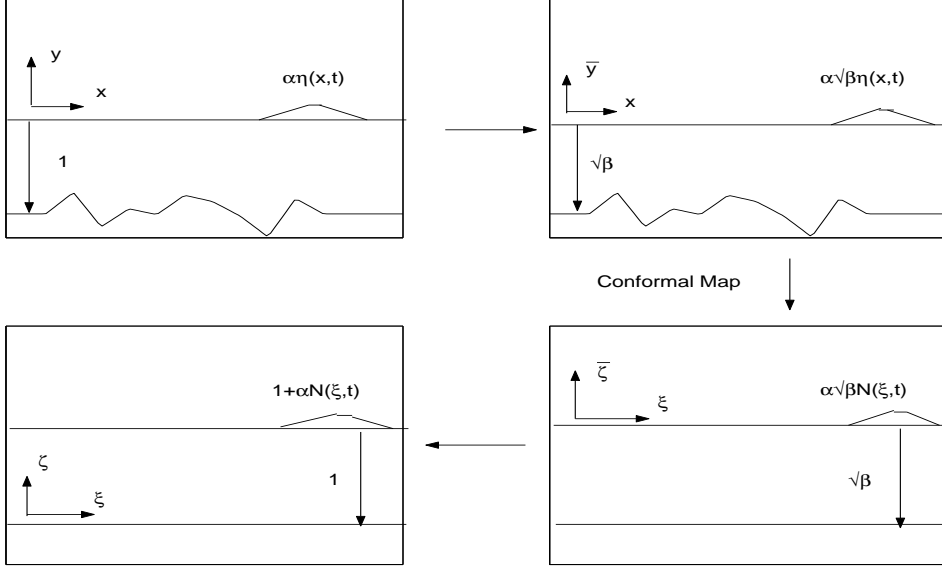 y
x
αη(x,t)
1
y̅
x
α√βη(x,t)
√β
Conformal Map
ζ
ξ
1+αN(ξ,t)
1
ζ̅
ξ
α√βN(ξ,t)
√β